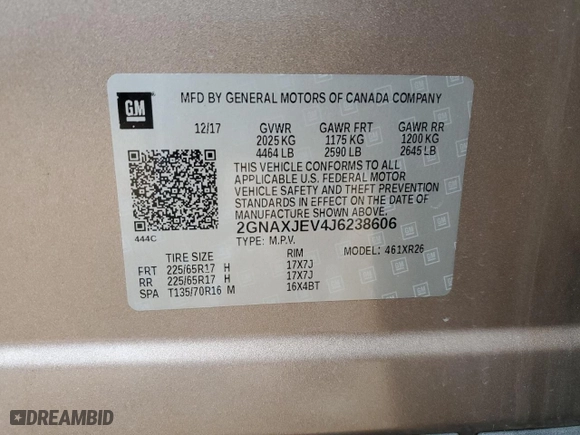 GM
MFD BY GENERAL MOTORS OF CANADA COMPANY
12/17 GVWR GAWR FRT GAWR RR
2025 KG 1175 KG 1200 KG
4464 LB 2590 LB 2645 LB
THIS VEHICLE CONFORMS TO ALL
APPLICABLE U.S. FEDERAL MOTOR
VEHICLE SAFETY AND THEFT PREVENTION
STANDARDS IN EFFECT ON THE DATE OF
MANUFACTURE SHOWN ABOVE.
444C 2GNAXJEV4J6238606
TYPE: M.P.V. MODEL: 461XR26
TIRE SIZE RIM
FRT 225/65R17 H 17X7J
RR 225/65R17 H 17X7J
SPA T135/70R16 M 16X4BT
DREAMBID